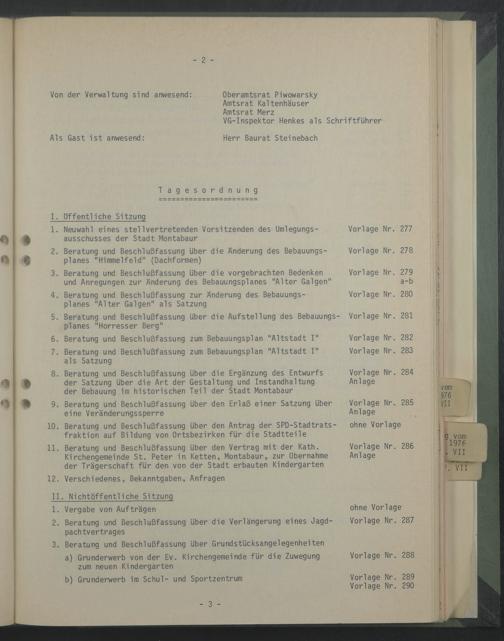 - 2 -
Von der Verwaltung sind anwesend: Oberamtsrat Piwowarsky
Amtsrat Kaltenhäuser
Amtsrat Merz
VG-Inspektor Henkes als Schriftführer
Als Gast ist anwesend: Herr Baurat Steinebach
T a g e s o r d n u n g
=======================
I. Öffentliche Sitzung
1. Neuwahl eines stellvertretenden Vorsitzenden des Umlegungs- Vorlage Nr. 277
ausschusses der Stadt Montabaur
2. Beratung und Beschlußfassung über die Änderung des Bebauungs- Vorlage Nr. 278
planes "Himmelfeld" (Dachformen)
3. Beratung und Beschlußfassung über die vorgebrachten Bedenken Vorlage Nr. 279
und Anregungen zur Änderung des Bebauungsplanes "Alter Galgen" a-b
4. Beratung und Beschlußfassung zur Änderung des Bebauungs- Vorlage Nr. 280
planes "Alter Galgen" als Satzung
5. Beratung und Beschlußfassung über die Aufstellung des Bebauungs- Vorlage Nr. 281
planes "Horresser Berg"
6. Beratung und Beschlußfassung zum Bebauungsplan "Altstadt I" Vorlage Nr. 282
7. Beratung und Beschlußfassung zum Bebauungsplan "Altstadt I" Vorlage Nr. 283
als Satzung
8. Beratung und Beschlußfassung über die Ergänzung des Entwurfs Vorlage Nr. 284
der Satzung über die Art der Gestaltung und Instandhaltung Anlage
der Bebauung im historischen Teil der Stadt Montabaur
9. Beratung und Beschlußfassung über den Erlaß einer Satzung über Vorlage Nr. 285
eine Veränderungssperre Anlage
10. Beratung und Beschlußfassung über den Antrag der SPD-Stadtrats- ohne Vorlage
fraktion auf Bildung von Ortsbezirken für die Stadtteile
11. Beratung und Beschlußfassung über den Vertrag mit der Kath. Vorlage Nr. 286
Kirchengemeinde St. Peter in Ketten, Montabaur, zur Übernahme Anlage
der Trägerschaft für den von der Stadt erbauten Kindergarten
12. Verschiedenes, Bekanntgaben, Anfragen
II. Nichtöffentliche Sitzung
1. Vergabe von Aufträgen ohne Vorlage
2. Beratung und Beschlußfassung über die Verlängerung eines Jagd- Vorlage Nr. 287
pachtvertrages
3. Beratung und Beschlußfassung über Grundstücksangelegenheiten
a) Grunderwerb von der Ev. Kirchengemeinde für die Zuwegung Vorlage Nr. 288
zum neuen Kindergarten
b) Grunderwerb im Schul- und Sportzentrum Vorlage Nr. 289
Vorlage Nr. 290
- 3 -
vom
976
VII
vom
1976
. VII
. VII